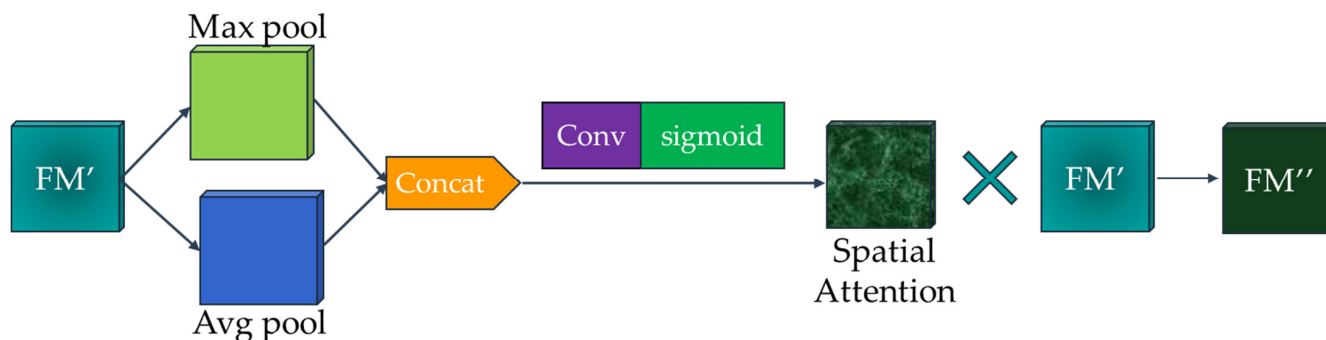 Max pool
FM′
Avg pool
Concat
Conv
sigmoid
Spatial
Attention
FM′
FM′′